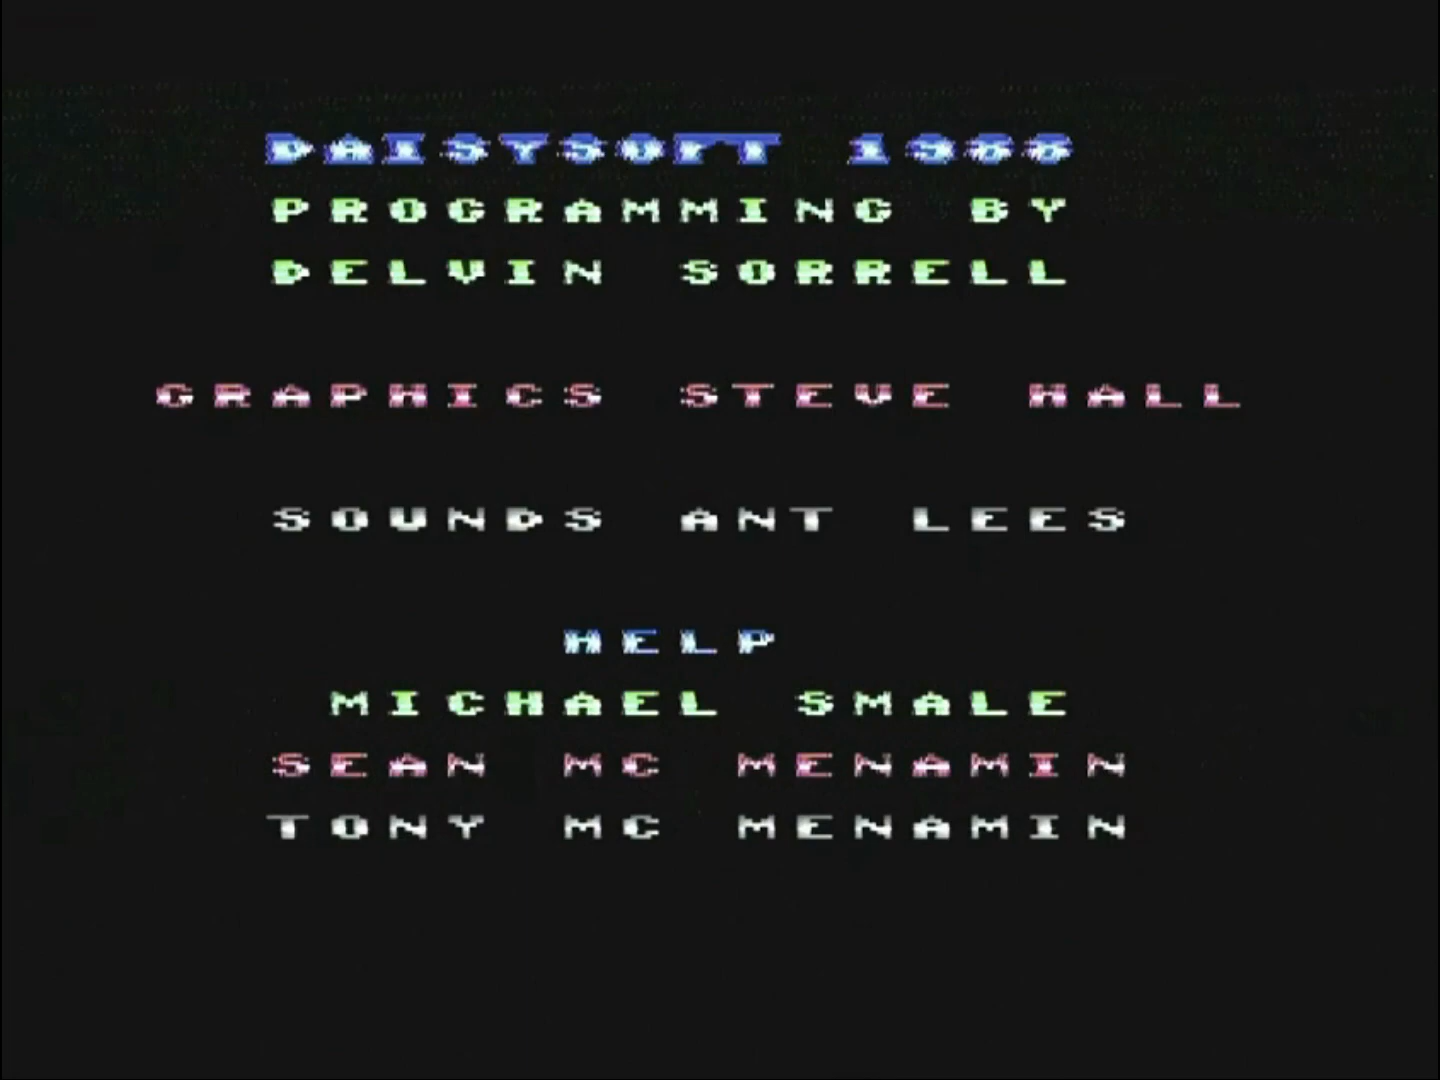 DAISYSOFT 1988
PROGRAMMING BY
DELVIN SORRELL
GRAPHICS STEVE HALL
SOUNDS ANT LEES
HELP
MICHAEL SMALE
SEAN MC MENAMIN
TONY MC MENAMIN